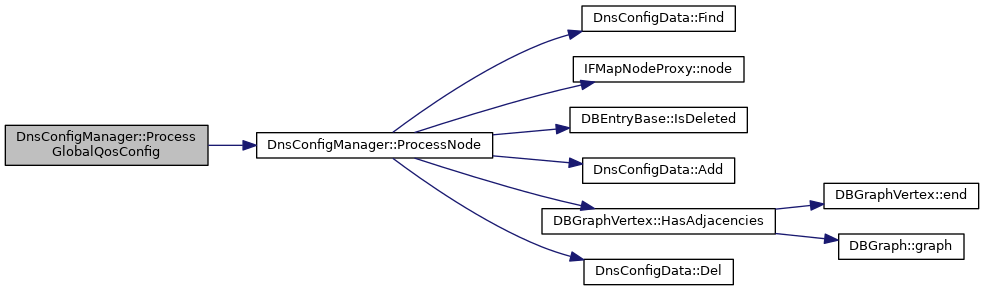 DnsConfigManager::Process
GlobalQosConfig
DnsConfigManager::ProcessNode
DnsConfigData::Find
IFMapNodeProxy::node
DBEntryBase::IsDeleted
DnsConfigData::Add
DBGraphVertex::HasAdjacencies
DnsConfigData::Del
DBGraphVertex::end
DBGraph::graph